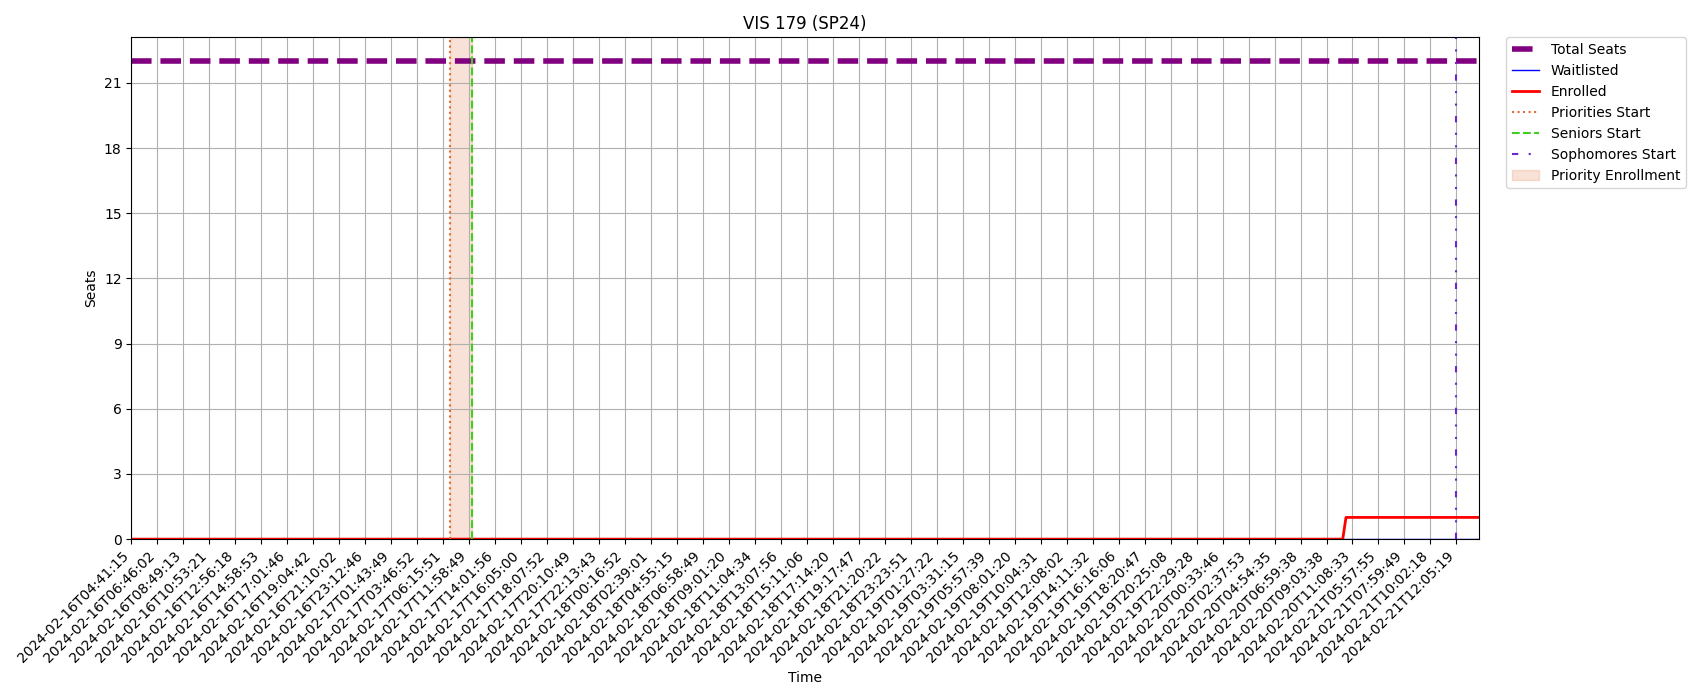 VIS 179 (SP24)
Total Seats
Waitlisted
Enrolled
Priorities Start
Seniors Start
Sophomores Start
Priority Enrollment
Seats
21
18
15
12
9
6
3
0
2024-02-16T04:41:15
2024-02-16T06:46:02
2024-02-16T08:49:13
2024-02-16T10:53:21
2024-02-16T12:56:18
2024-02-16T14:58:53
2024-02-16T17:01:46
2024-02-16T19:04:42
2024-02-16T21:10:02
2024-02-16T23:12:46
2024-02-17T01:43:49
2024-02-17T03:46:52
2024-02-17T06:15:51
2024-02-17T11:58:49
2024-02-17T14:01:56
2024-02-17T16:05:00
2024-02-17T18:07:52
2024-02-17T20:10:49
2024-02-17T22:13:43
2024-02-18T00:16:52
2024-02-18T02:39:01
2024-02-18T04:55:15
2024-02-18T06:58:49
2024-02-18T09:01:20
2024-02-18T11:04:34
2024-02-18T13:07:56
2024-02-18T15:11:06
2024-02-18T17:14:20
2024-02-18T19:17:47
2024-02-18T21:20:22
2024-02-18T23:23:51
2024-02-19T01:27:22
2024-02-19T03:31:15
2024-02-19T05:57:39
2024-02-19T08:01:20
2024-02-19T10:04:31
2024-02-19T12:08:02
2024-02-19T14:11:32
2024-02-19T16:16:06
2024-02-19T18:20:47
2024-02-19T20:25:08
2024-02-19T22:29:28
2024-02-20T00:33:46
2024-02-20T02:37:53
2024-02-20T04:54:35
2024-02-20T06:59:38
2024-02-20T09:03:38
2024-02-20T11:08:33
2024-02-21T05:57:55
2024-02-21T07:59:49
2024-02-21T10:02:18
2024-02-21T12:05:19
Time